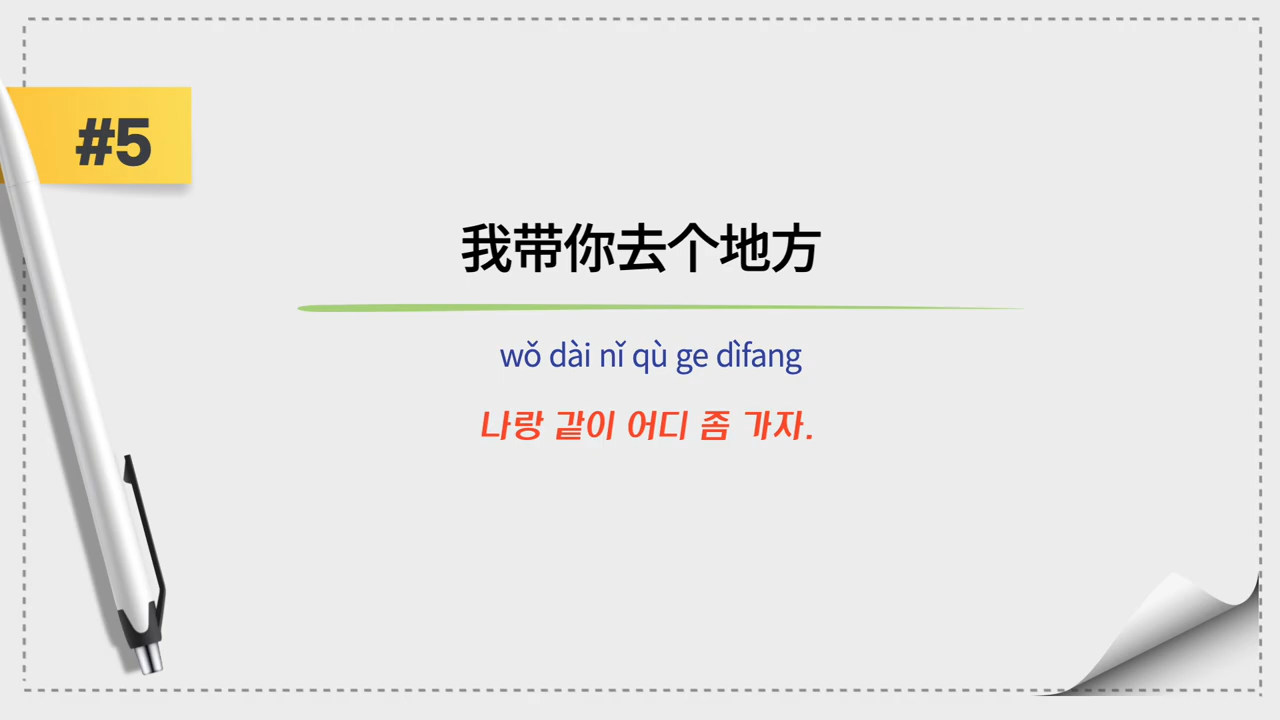 #5
我带你去个地方
wǒ dài nǐ qù ge dìfang
나랑 같이 어디 좀 가자.